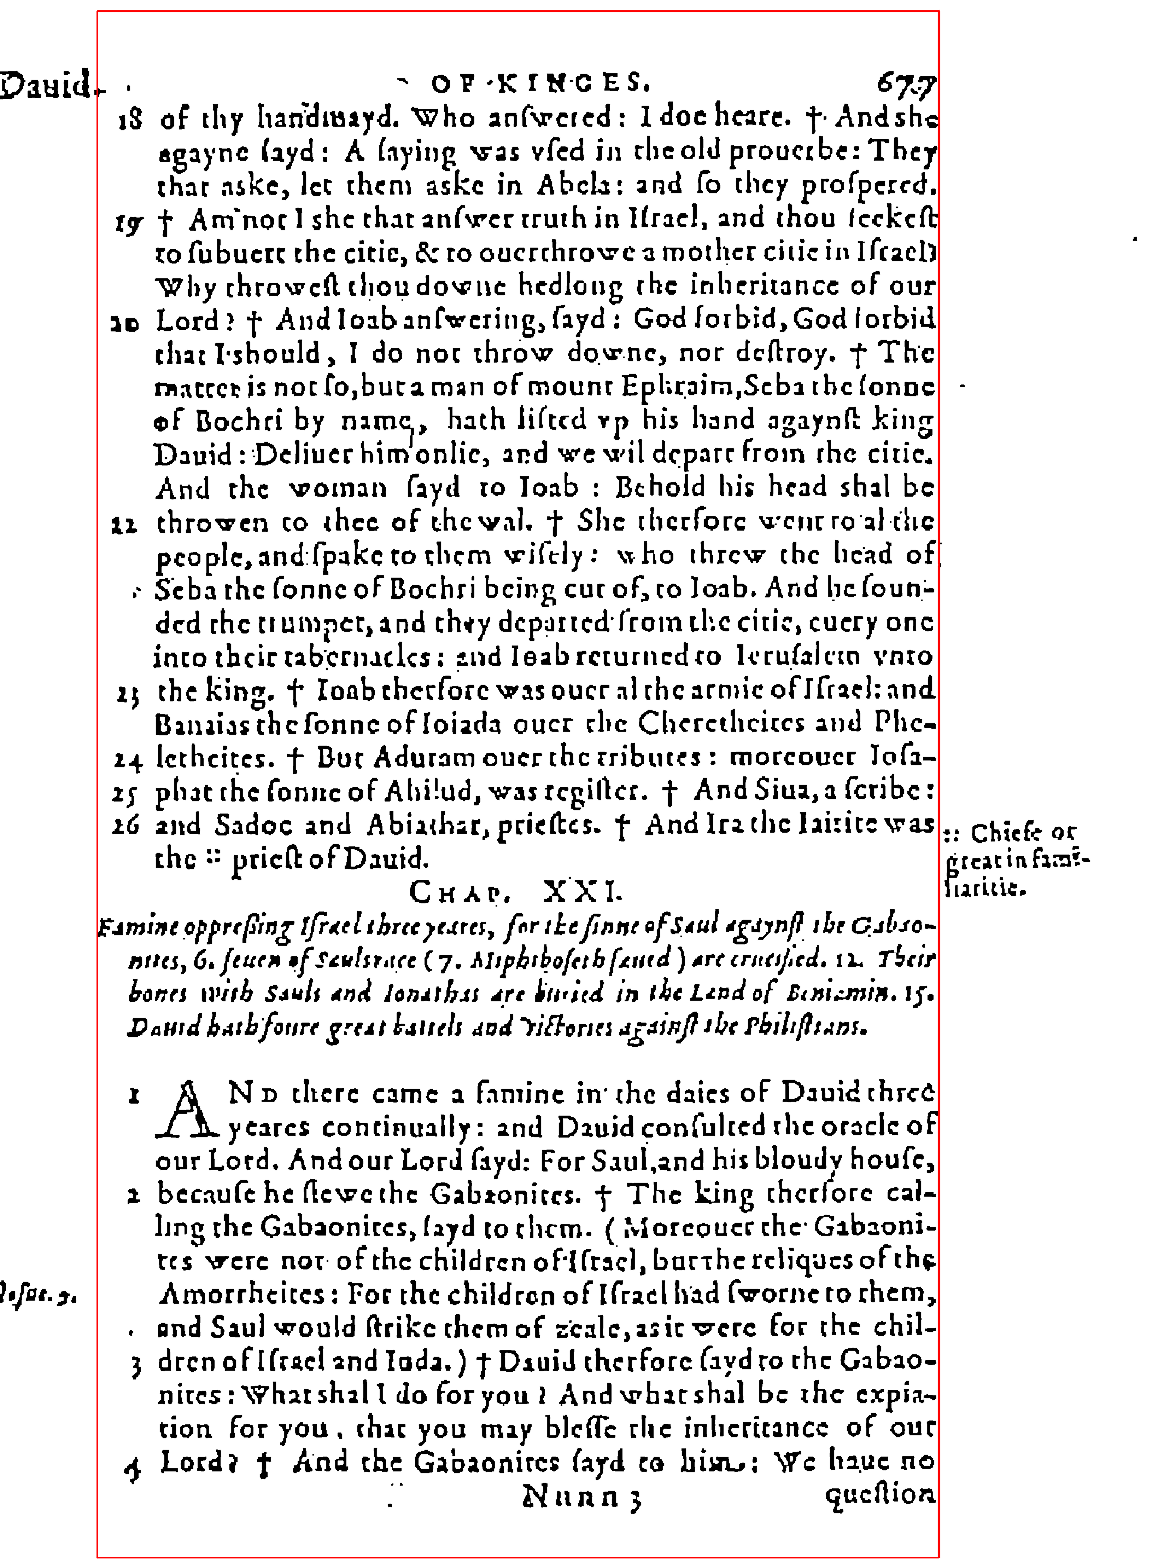 Dauid. OF KINGES. 677
18 of thy handmayd. Who anſwered: I doe heare. † And she
agayne ſayd: A ſaying was vſed in the old prouerbe: They
that aske, let them aske in Abela: and ſo they proſpered.
19 † Am not I she that anſwer truth in Iſrael, and thou ſeekeſt
to ſubuert the citie, & to ouerthrowe a mother citie in Iſrael?
Why throweſt thou downe hedlong the inheritance of our
20 Lord? † And Ioab anſwering, ſayd: God forbid, God forbid
that I should, I do not throw downe, nor deſtroy. † The
matter is not ſo, but a man of mount Ephraim, Seba the ſonne
of Bochri by name, hath lifted vp his hand agaynſt king
Dauid: Deliuer him onlie, and we wil depart from the citie.
And the woman ſayd to Ioab : Behold his head shal be
22 throwen to thee of the wal. † She therfore went to al the
people, and ſpake to them wiſely: who threw the head of
Seba the ſonne of Bochri being cut of, to Ioab. And he ſoun-
ded the trumpet, and they departed from the citie, euery one
into their tabernacles: and Ioab returned to Ieruſalem vnto
23 the king. † Ioab therfore was ouer al the armie of Iſrael: and
Banaias the ſonne of Ioiada ouer the Cheretheites and Phe-
24 letheites. † But Aduram ouer the tributes: moreouer Ioſa-
25 phat the ſonne of Ahilud, was regiſter. † And Siua, a ſcribe:
26 and Sadoc and Abiathar, prieſtes. † And Ira the Iairite was
the :: prieſt of Dauid.
:: Chiefe or
great in fami-
liaritie.
CHAP. XXI.
Famine oppreſſing Iſrael three yeares, for the ſinne of Saul agaynſt the Gabao-
nites, 6. ſeuen of Saules race (7. Miphiboſeth ſaued) are crucified. 12. Their
bones with Sauls and Ionathas are buried in the Land of Beniamin. 15.
Dauid hath foure great battels and victories againſt the Philiſtians.
1 AND there came a famine in the daies of Dauid three
yeares continually: and Dauid conſulted the oracle of
our Lord. And our Lord ſayd: For Saul, and his bloudy houſe,
2 becauſe he ſlewe the Gabaonites. † The king therfore cal-
ling the Gabaonites, ſayd to them. (Moreouer the Gabaoni-
tes were not of the children of Iſrael, but the reliques of the
Ioſue. 9.
Amorrheites: For the children of Iſrael had ſworne to them,
and Saul would ſtrike them of zeale, as it were for the chil-
3 dren of Iſrael and Iuda.) † Dauid therfore ſayd to the Gabao-
nites: What shal I do for you? And what shal be the expia-
tion for you, that you may bleſſe the inheritance of our
4 Lord? † And the Gabaonites ſayd to him: We haue no
Nnnn 3 queſtion